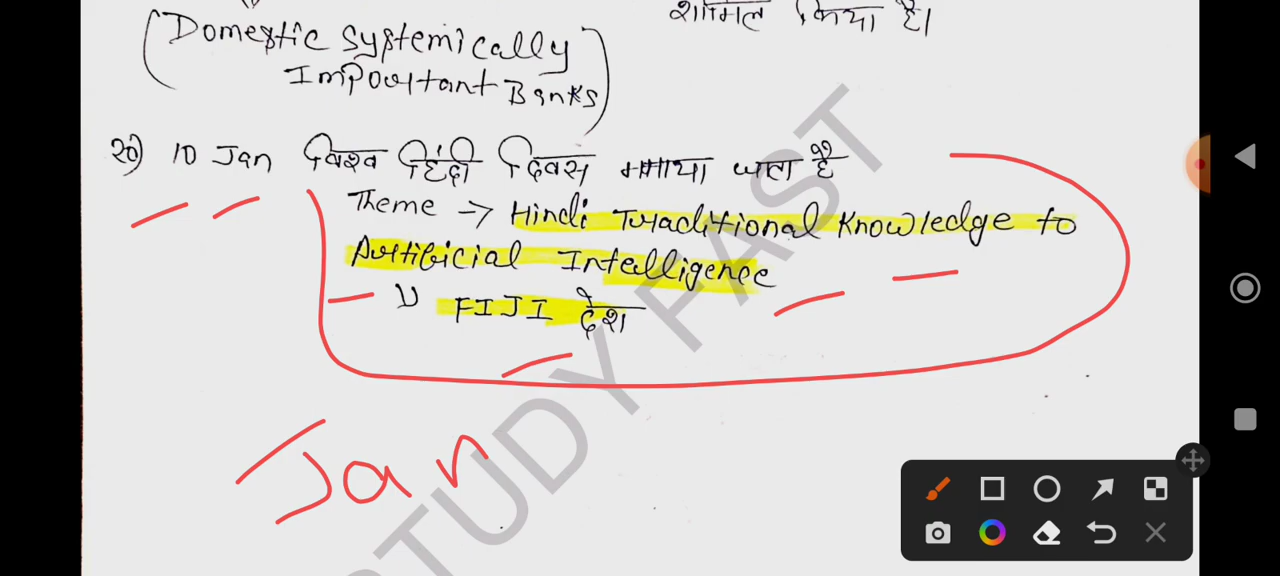 शामिल किया है।
(Domestic Systemically
Important Banks)
20) 10 Jan विश्व हिंदी दिवस मनाया जाता है
Theme → Hindi Traditional Knowledge to
Artificial Intelligence
→ FIJI देश
Jan
STUDY FAST